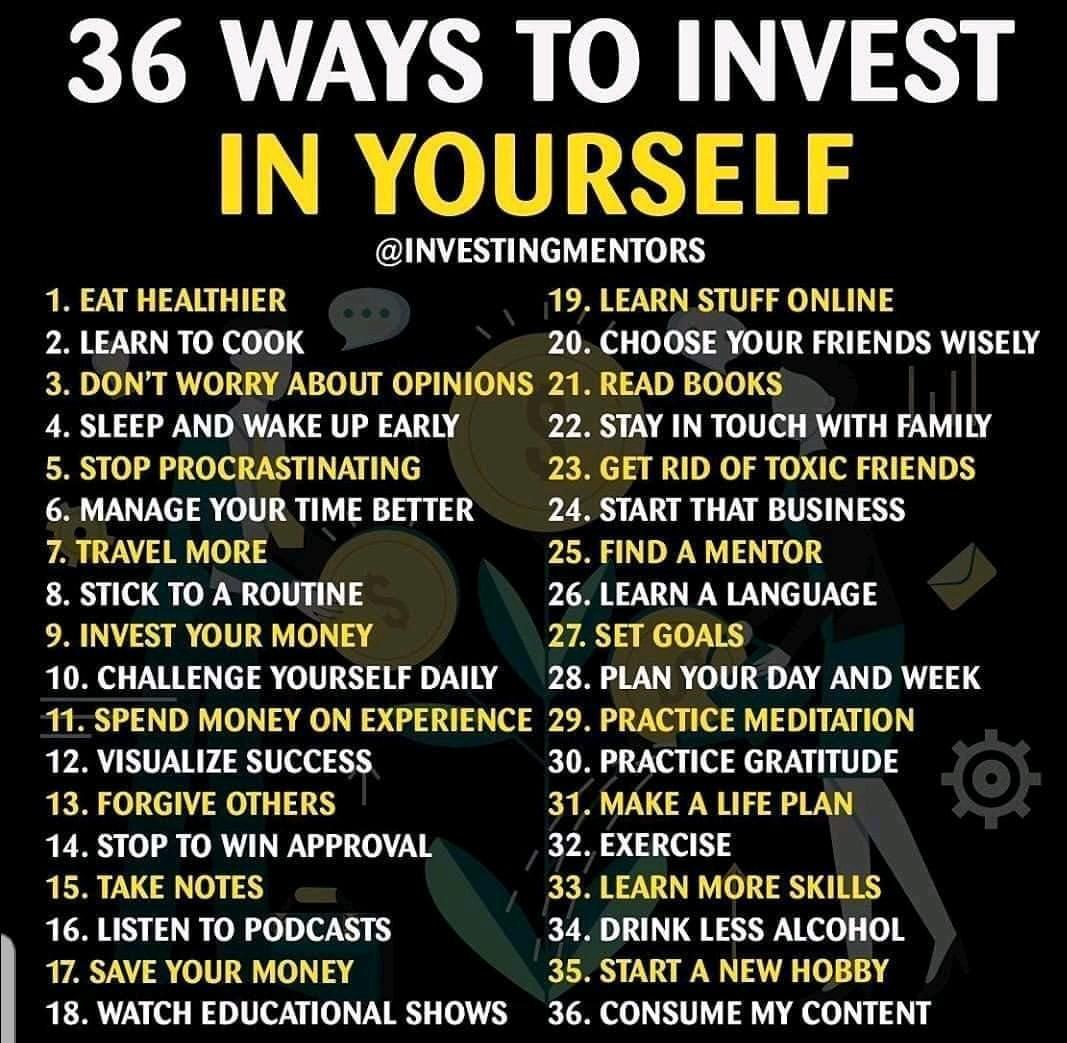 36 WAYS TO INVEST
IN YOURSELF
@INVESTINGMENTORS
1. EAT HEALTHIER
2. LEARN TO COOK
3. DON'T WORRY ABOUT OPINIONS
4. SLEEP AND WAKE UP EARLY
5. STOP PROCRASTINATING
6. MANAGE YOUR TIME BETTER
7. TRAVEL MORE
8. STICK TO A ROUTINE
9. INVEST YOUR MONEY
10. CHALLENGE YOURSELF DAILY
11. SPEND MONEY ON EXPERIENCE
12. VISUALIZE SUCCESS
13. FORGIVE OTHERS
14. STOP TO WIN APPROVAL
15. TAKE NOTES
16. LISTEN TO PODCASTS
17. SAVE YOUR MONEY
18. WATCH EDUCATIONAL SHOWS
19. LEARN STUFF ONLINE
20. CHOOSE YOUR FRIENDS WISELY
21. READ BOOKS
22. STAY IN TOUCH WITH FAMILY
23. GET RID OF TOXIC FRIENDS
24. START THAT BUSINESS
25. FIND A MENTOR
26. LEARN A LANGUAGE
27. SET GOALS
28. PLAN YOUR DAY AND WEEK
29. PRACTICE MEDITATION
30. PRACTICE GRATITUDE
31. MAKE A LIFE PLAN
32. EXERCISE
33. LEARN MORE SKILLS
34. DRINK LESS ALCOHOL
35. START A NEW HOBBY
36. CONSUME MY CONTENT